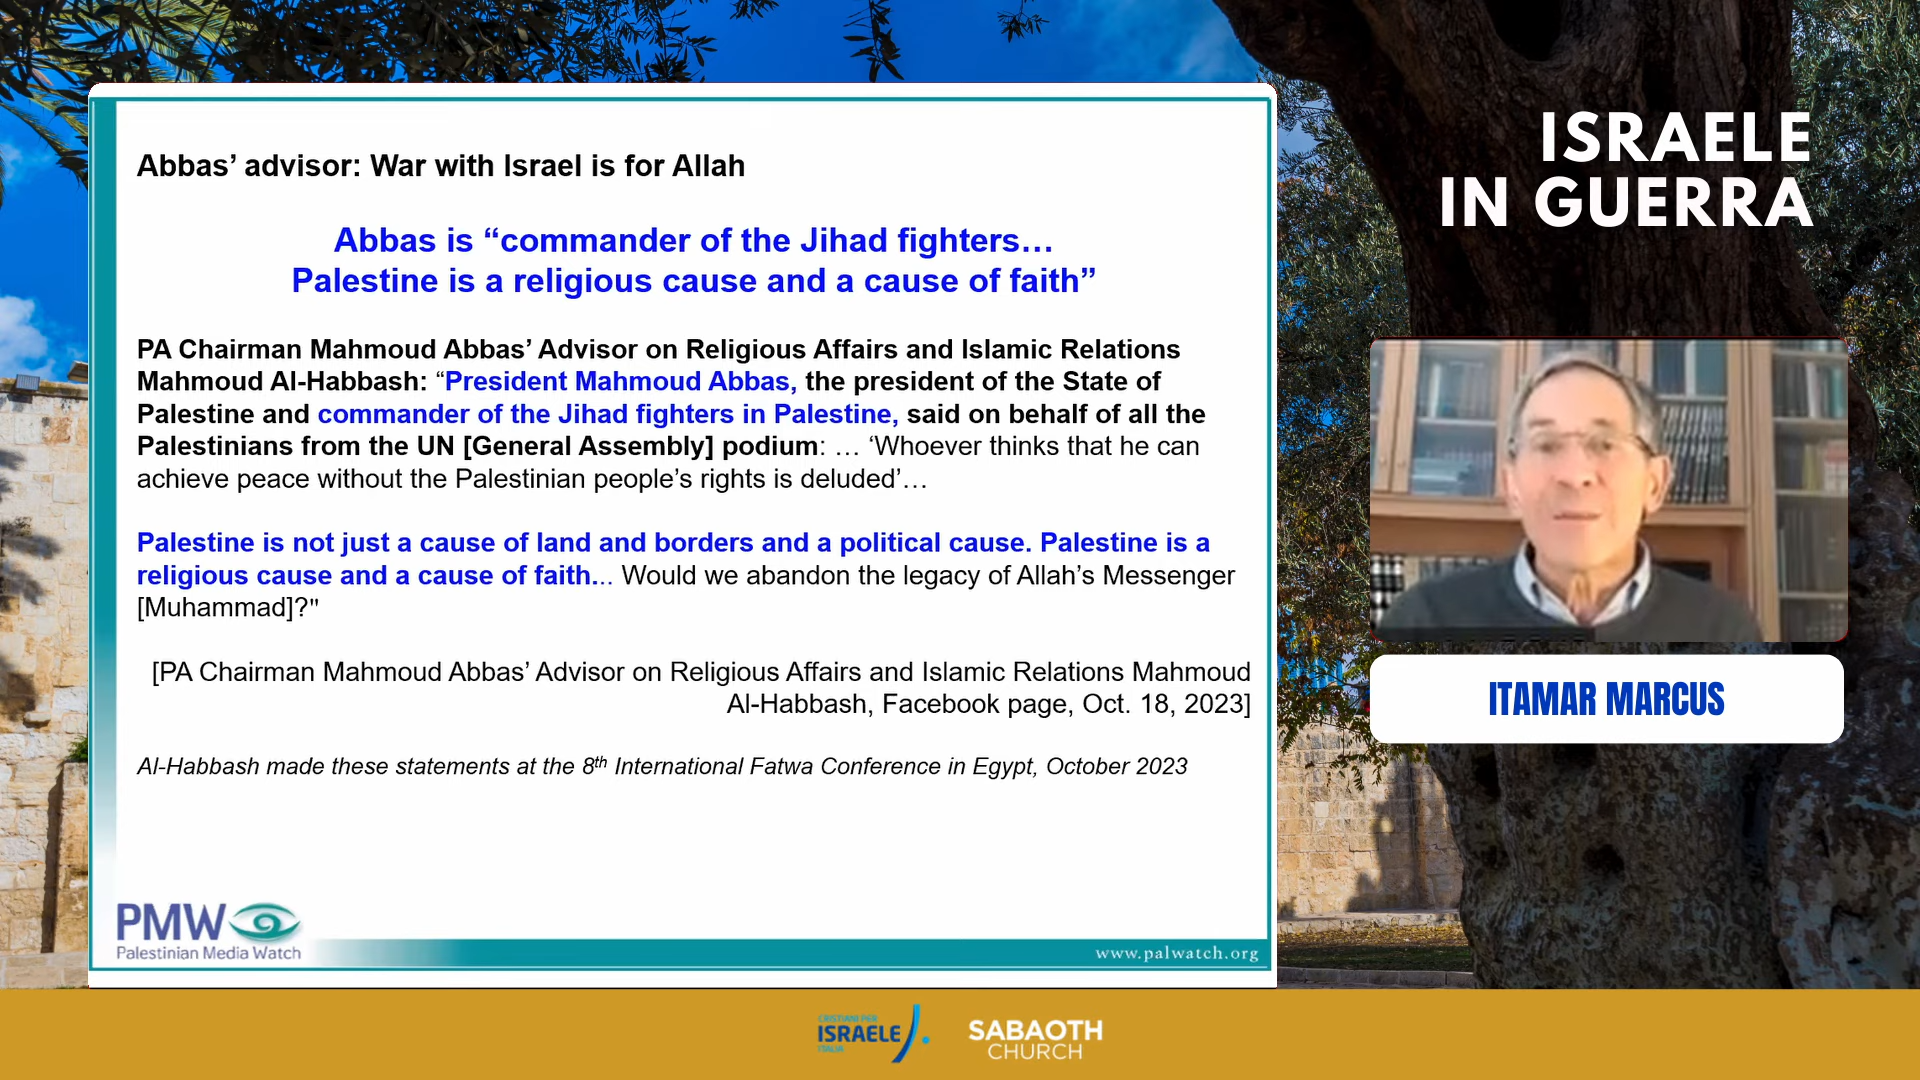 Abbas’ advisor: War with Israel is for Allah
Abbas is “commander of the Jihad fighters…
Palestine is a religious cause and a cause of faith”
PA Chairman Mahmoud Abbas’ Advisor on Religious Affairs and Islamic Relations
Mahmoud Al-Habbash: “President Mahmoud Abbas, the president of the State of
Palestine and commander of the Jihad fighters in Palestine, said on behalf of all the
Palestinians from the UN [General Assembly] podium: … ‘Whoever thinks that he can
achieve peace without the Palestinian people’s rights is deluded’…
Palestine is not just a cause of land and borders and a political cause. Palestine is a
religious cause and a cause of faith... Would we abandon the legacy of Allah’s Messenger
[Muhammad]?"
[PA Chairman Mahmoud Abbas’ Advisor on Religious Affairs and Islamic Relations Mahmoud
Al-Habbash, Facebook page, Oct. 18, 2023]
Al-Habbash made these statements at the 8th International Fatwa Conference in Egypt, October 2023
PMW
Palestinian Media Watch
www.palwatch.org
ISRAELE
IN GUERRA
ITAMAR MARCUS
CRISTIANI PER
ISRAELE
ITALIA
SABAOTH
CHURCH